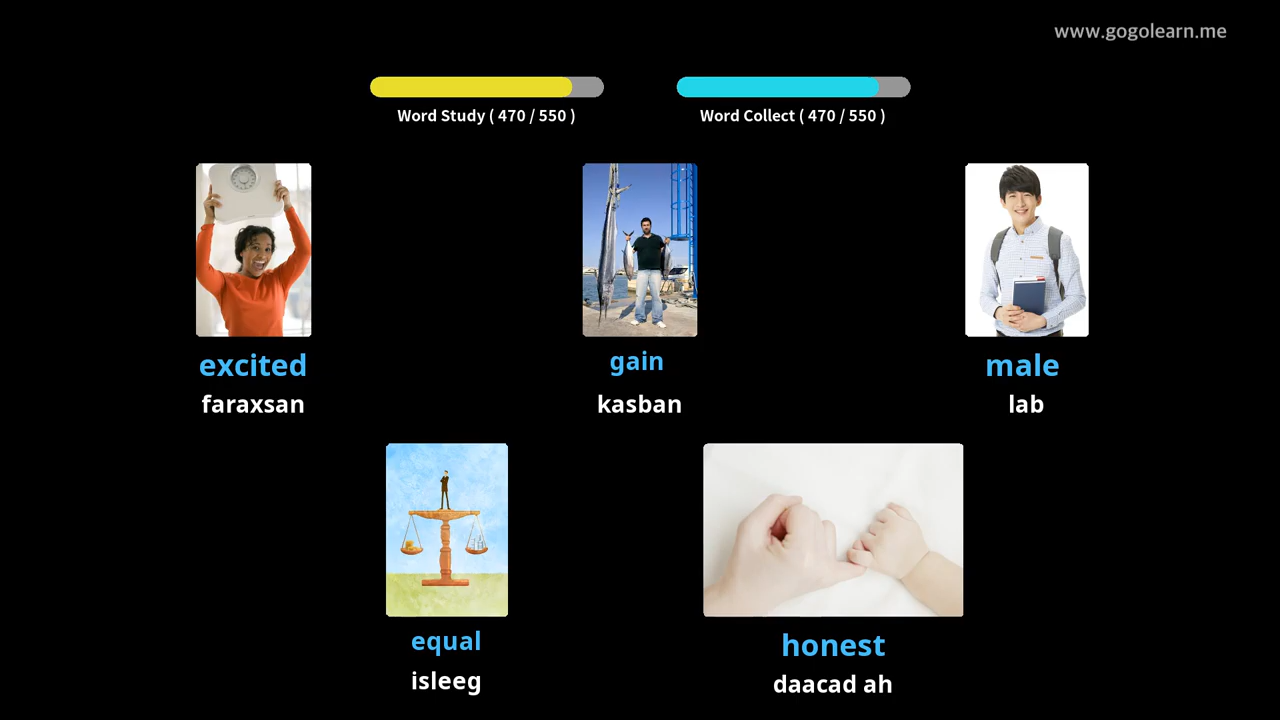 www.gogolearn.me
Word Study ( 470 / 550 )
Word Collect ( 470 / 550 )
excited
faraxsan
gain
kasban
male
lab
equal
isleeg
honest
daacad ah